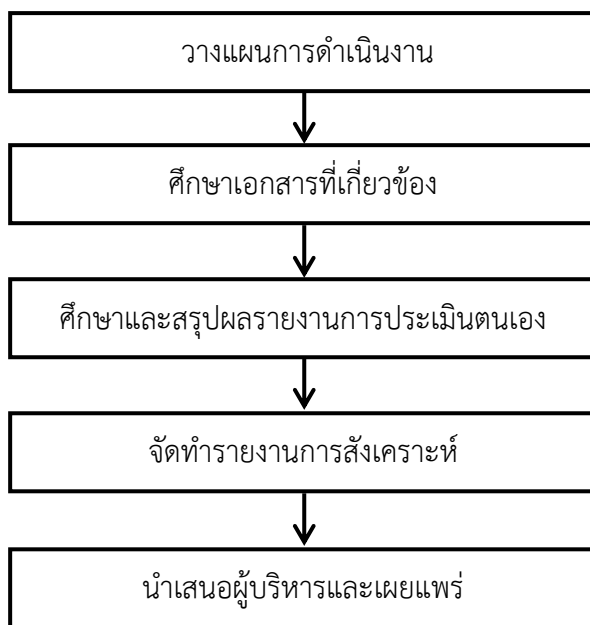 วางแผนการดำเนินงาน
ศึกษาเอกสารที่เกี่ยวข้อง
ศึกษาและสรุปผลรายงานการประเมินตนเอง
จัดทำรายงานการสังเคราะห์
นำเสนอผู้บริหารและเผยแพร่